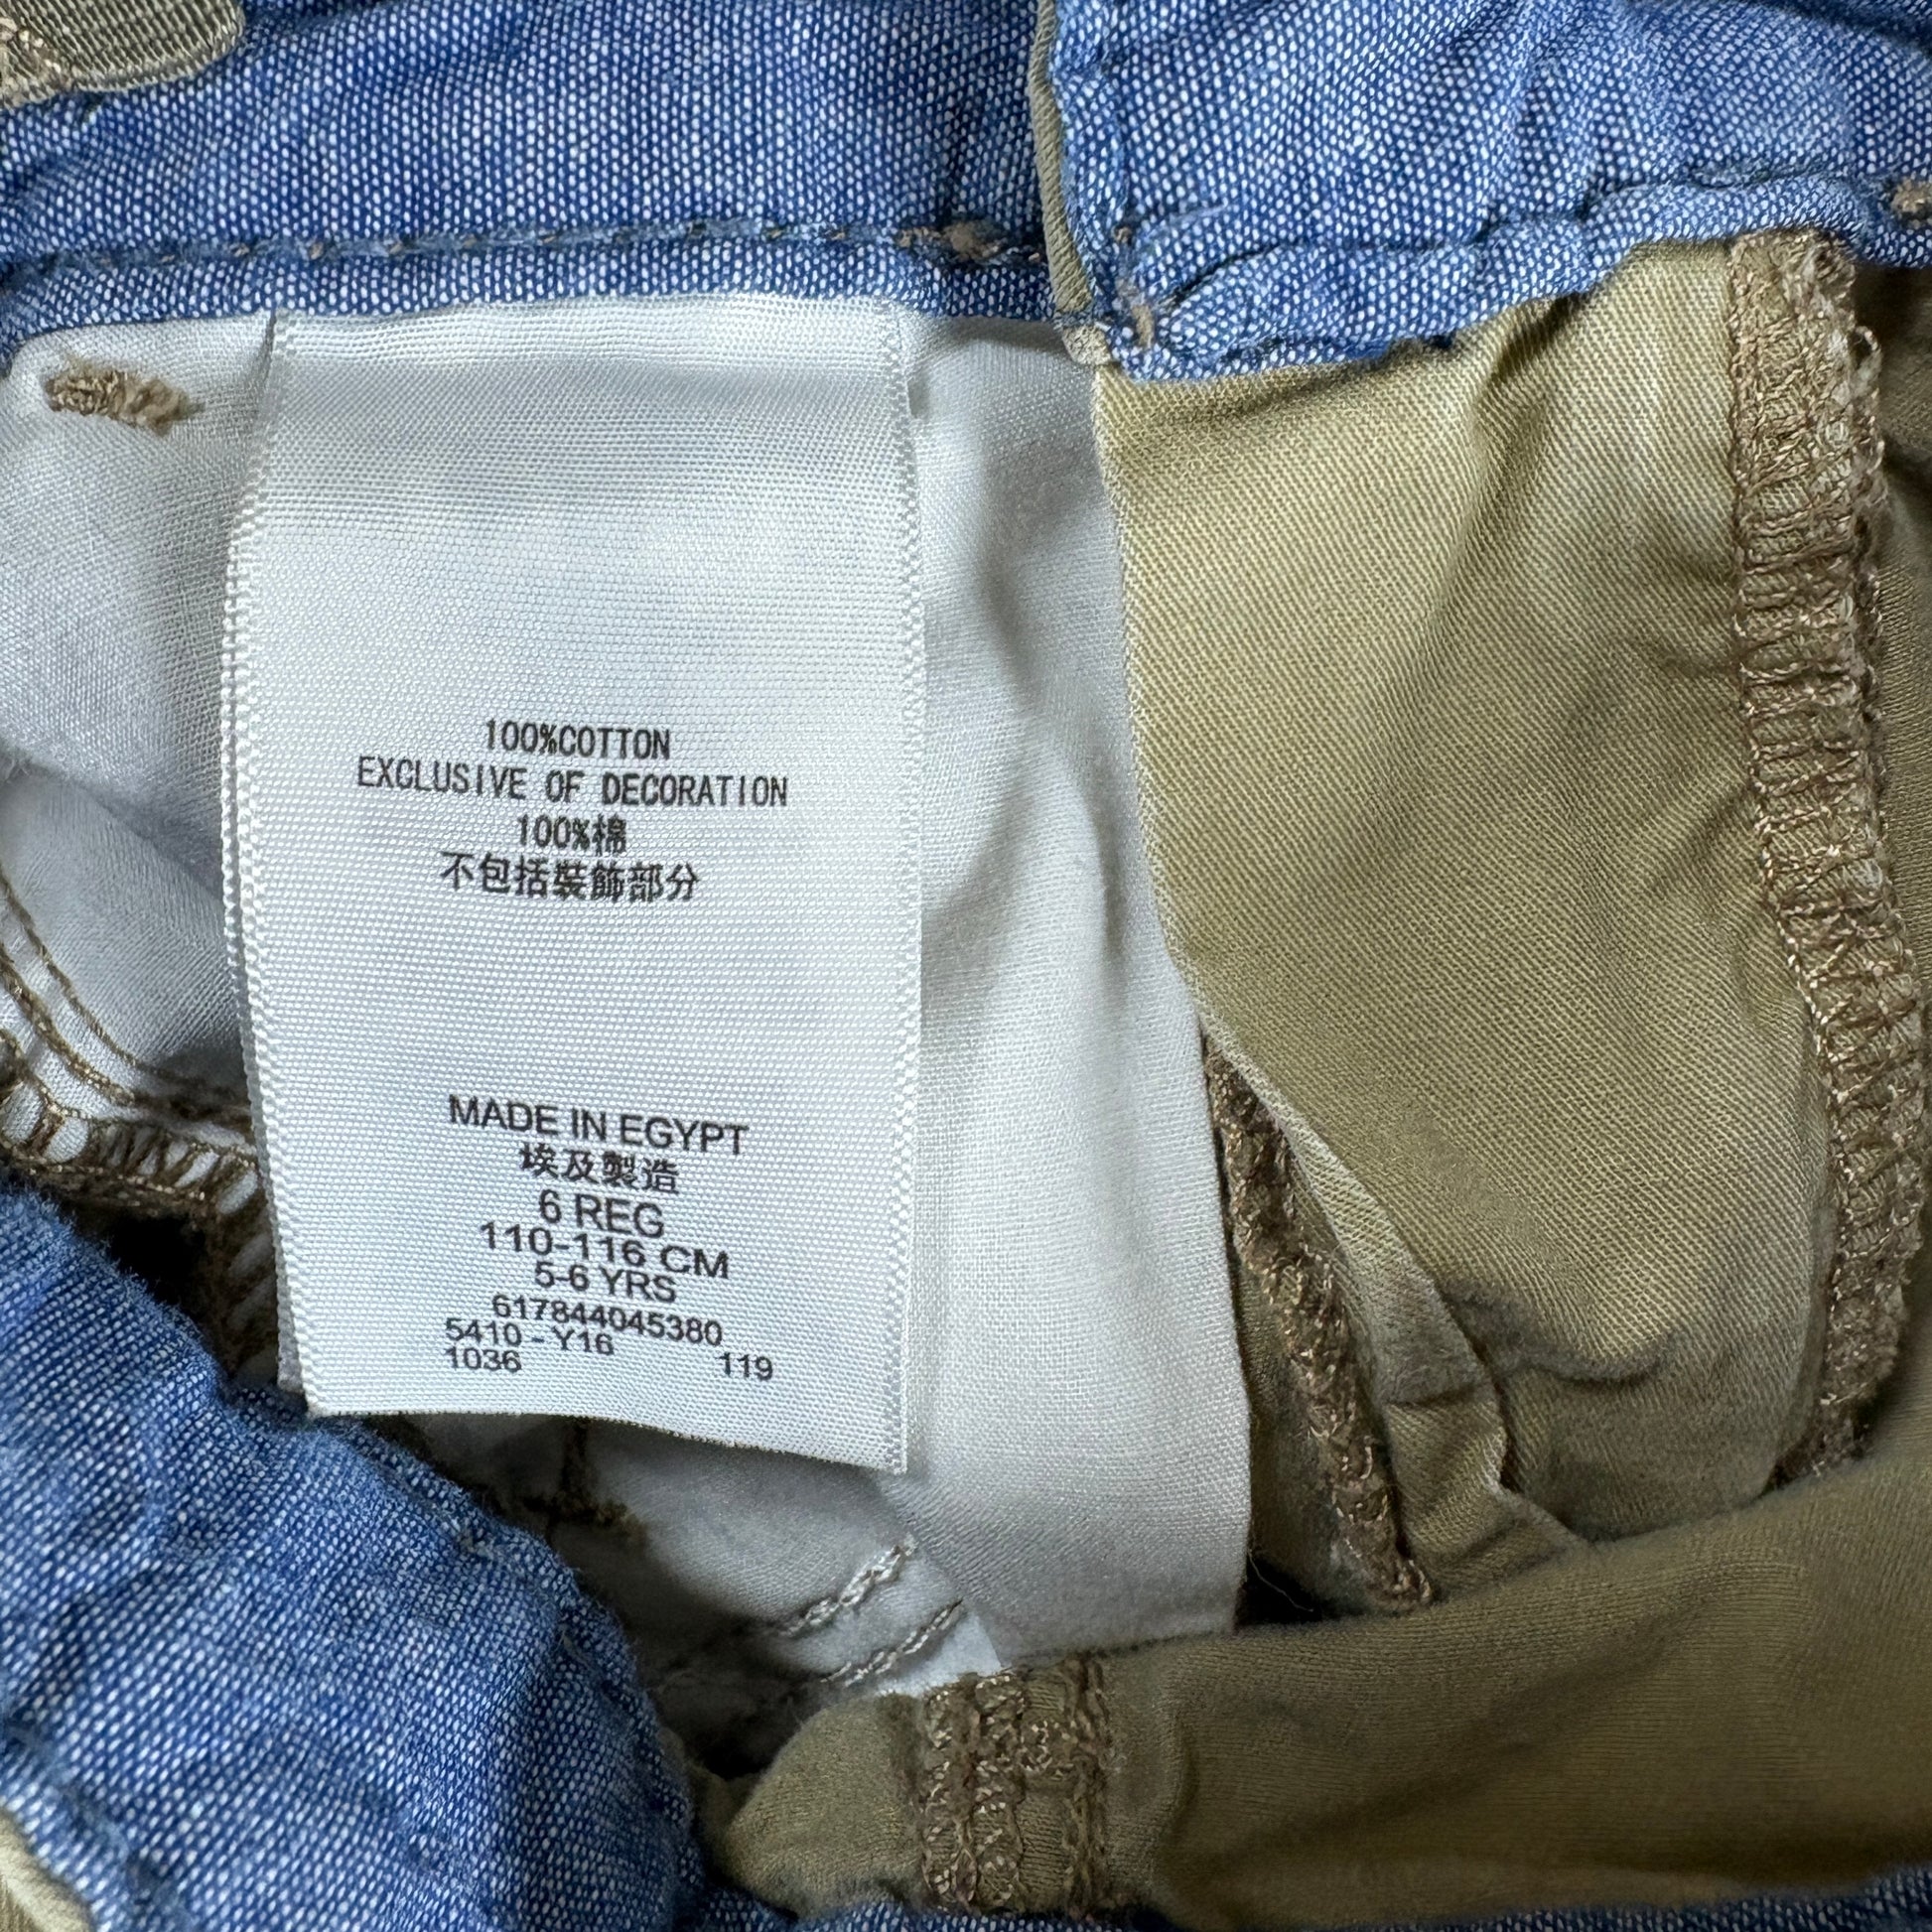 100%COTTON
EXCLUSIVE OF DECORATION
100%棉
不包括裝飾部分
MADE IN EGYPT
埃及製造
6 REG
110-116 CM
5-6 YRS
617844045380
5410 - Y16
1036 119